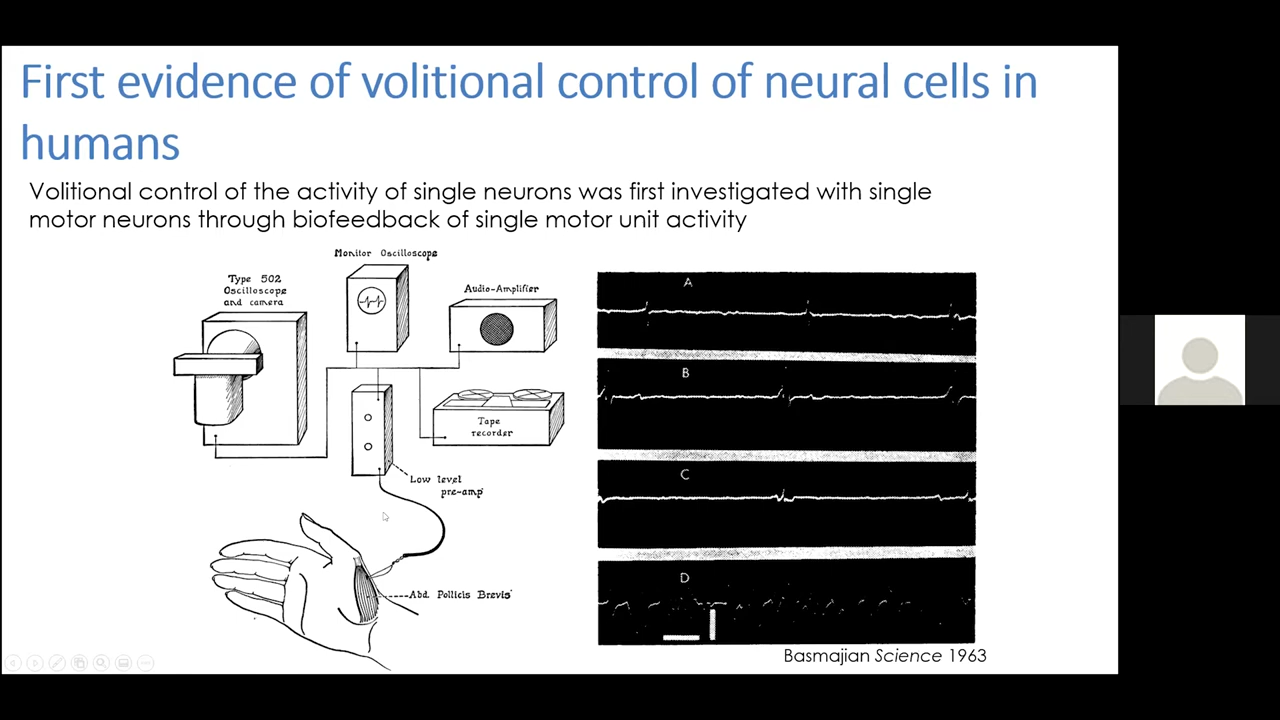 First evidence of volitional control of neural cells in
humans
Volitional control of the activity of single neurons was first investigated with single
motor neurons through biofeedback of single motor unit activity
Monitor Oscilloscope
Type 502
Oscilloscope
and camera
Audio-Amplifier
Tape
recorder
Low level
pre-amp
Abd. Pollicis Brevis
A
B
C
D
Basmajian Science 1963